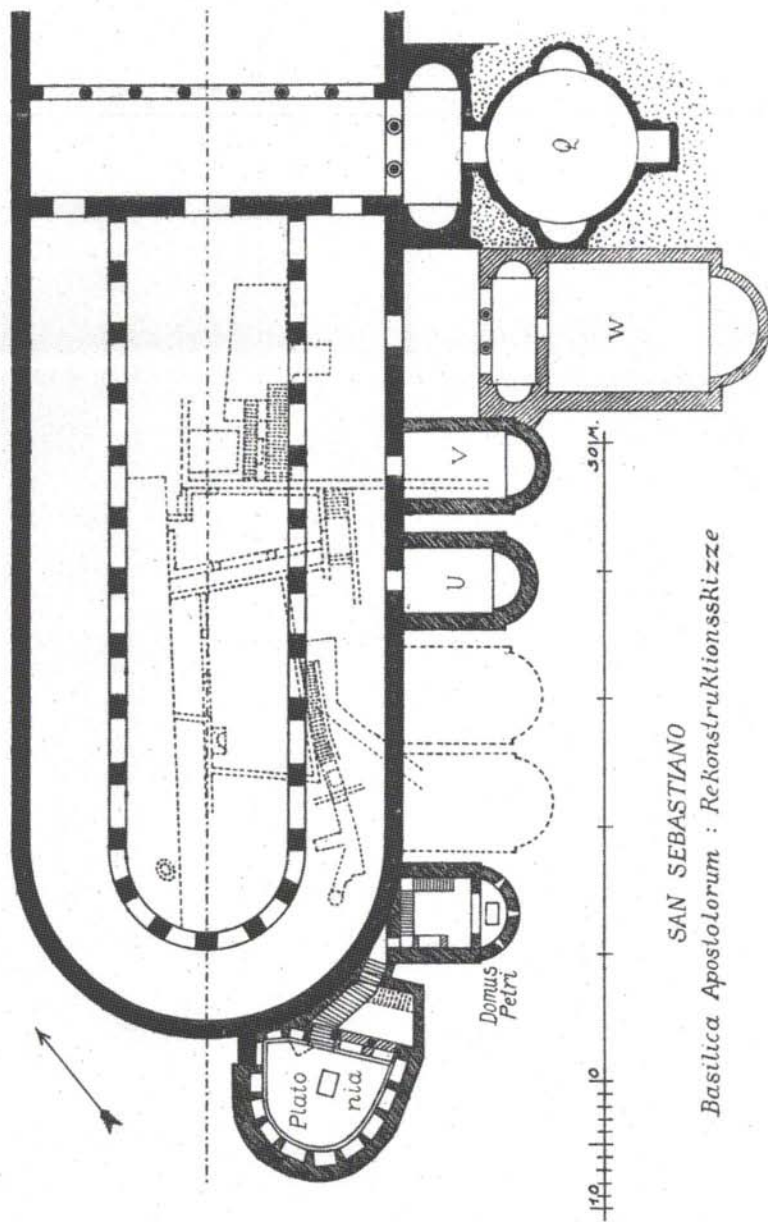 Q
W
V
U
Domus
Petri
Plato
nia
10
0
30 M.
SAN SEBASTIANO
Basilica Apostolorum : Rekonstruktionsskizze